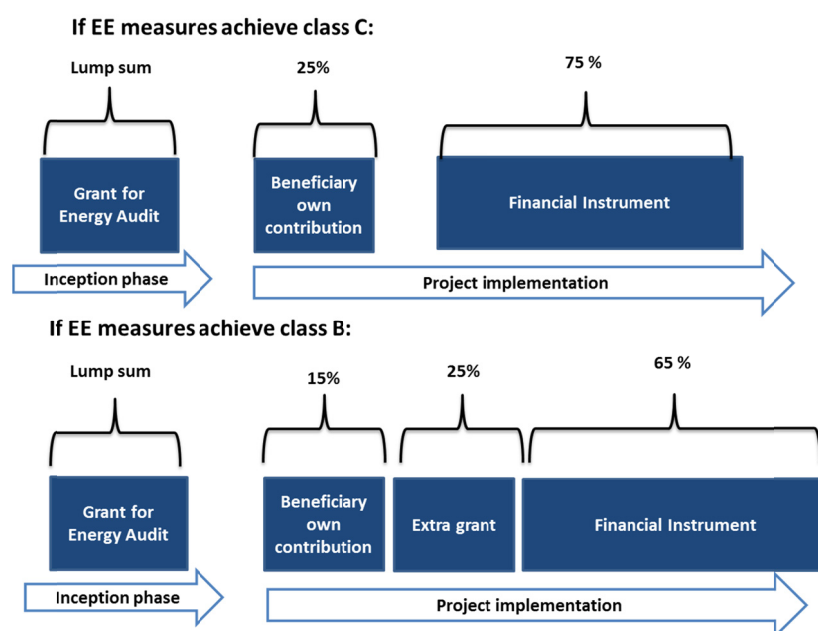 If EE measures achieve class C:
Lump sum
25%
75 %
Grant for
Energy Audit
Beneficiary
own
contribution
Financial Instrument
Inception phase
Project implementation
If EE measures achieve class B:
Lump sum
15%
25%
65 %
Grant for
Energy Audit
Beneficiary
own
contribution
Extra grant
Financial Instrument
Inception phase
Project implementation